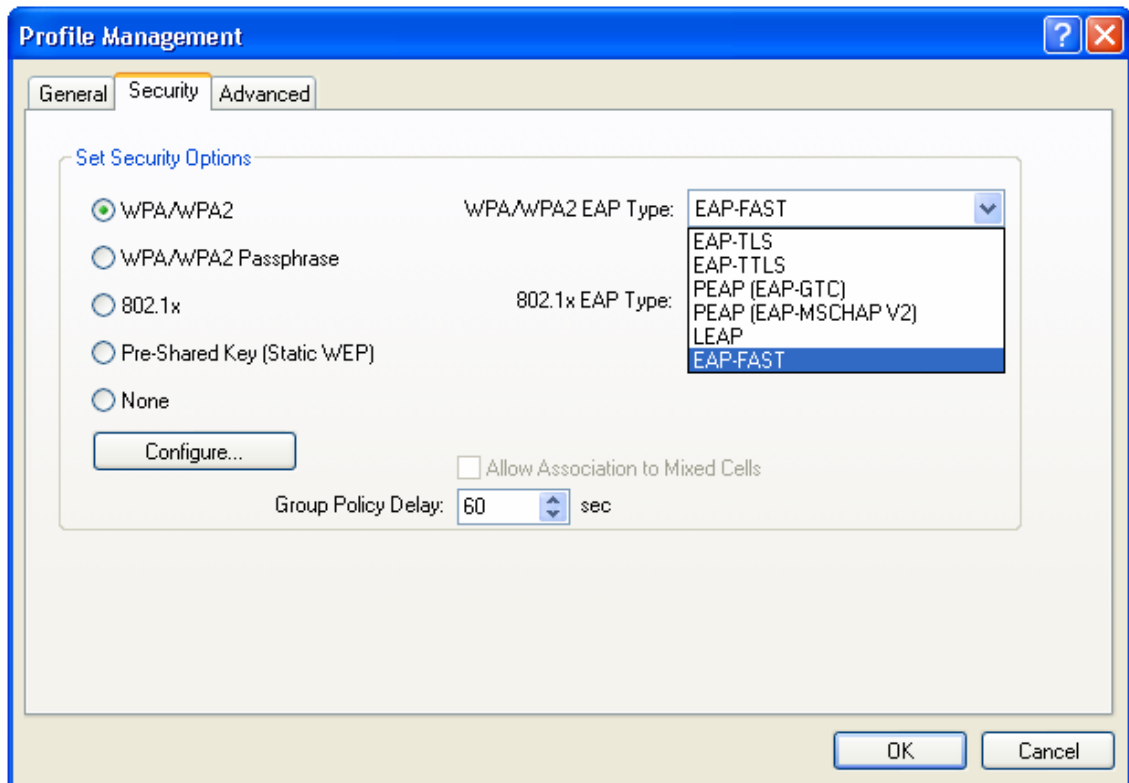 Profile Management
General Security Advanced
Set Security Options
WPA/WPA2 WPA/WPA2 EAP Type: EAP-FAST
EAP-TLS
WPA/WPA2 Passphrase EAP-TTLS
PEAP (EAP-GTC)
802.1x 802.1x EAP Type: PEAP (EAP-MSCHAP V2)
LEAP
Pre-Shared Key (Static WEP) EAP-FAST
None
Configure...
Allow Association to Mixed Cells
Group Policy Delay: 60 sec
OK Cancel